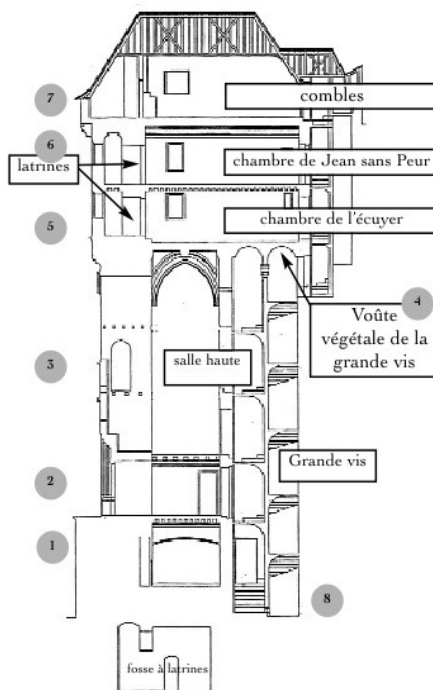 7
combles
6
latrines
chambre de Jean sans Peur
5
chambre de l'écuyer
4
Voûte
végétale de la
grande vis
3
salle haute
Grande vis
2
1
8
fosse à latrines